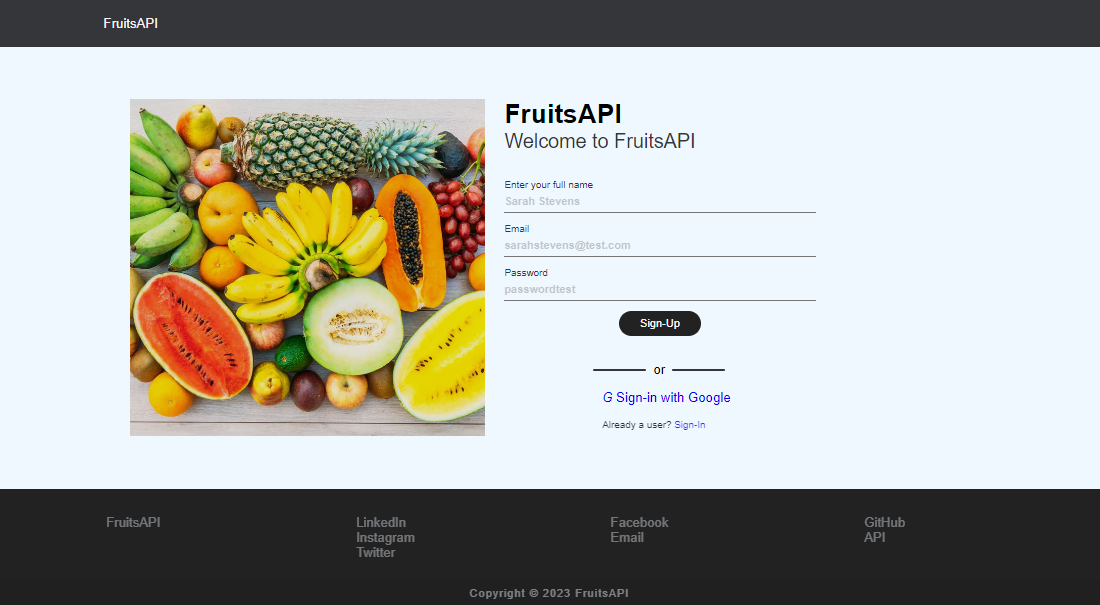 FruitsAPI
FruitsAPI
Welcome to FruitsAPI
Enter your full name
Sarah Stevens
Email
sarahstevens@test.com
Password
passwordtest
Sign-Up
or
G Sign-in with Google
Already a user? Sign-In
FruitsAPI
LinkedIn
Instagram
Twitter
Facebook
Email
GitHub
API
Copyright © 2023 FruitsAPI